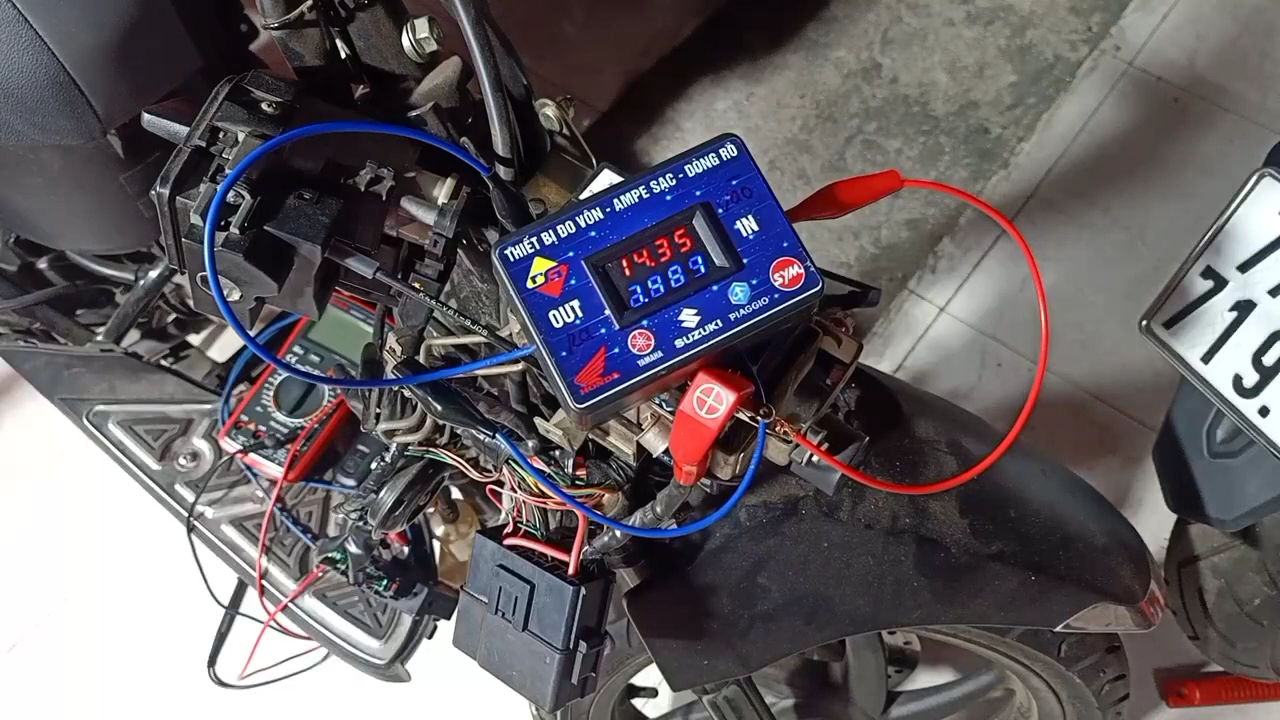 THIẾT BỊ ĐO VÔN - AMPE SẠC - DÒNG RÒ
14.35
2.889
IN
OUT
SYM
HONDA
YAMAHA
SUZUKI
PIAGGIO
719.